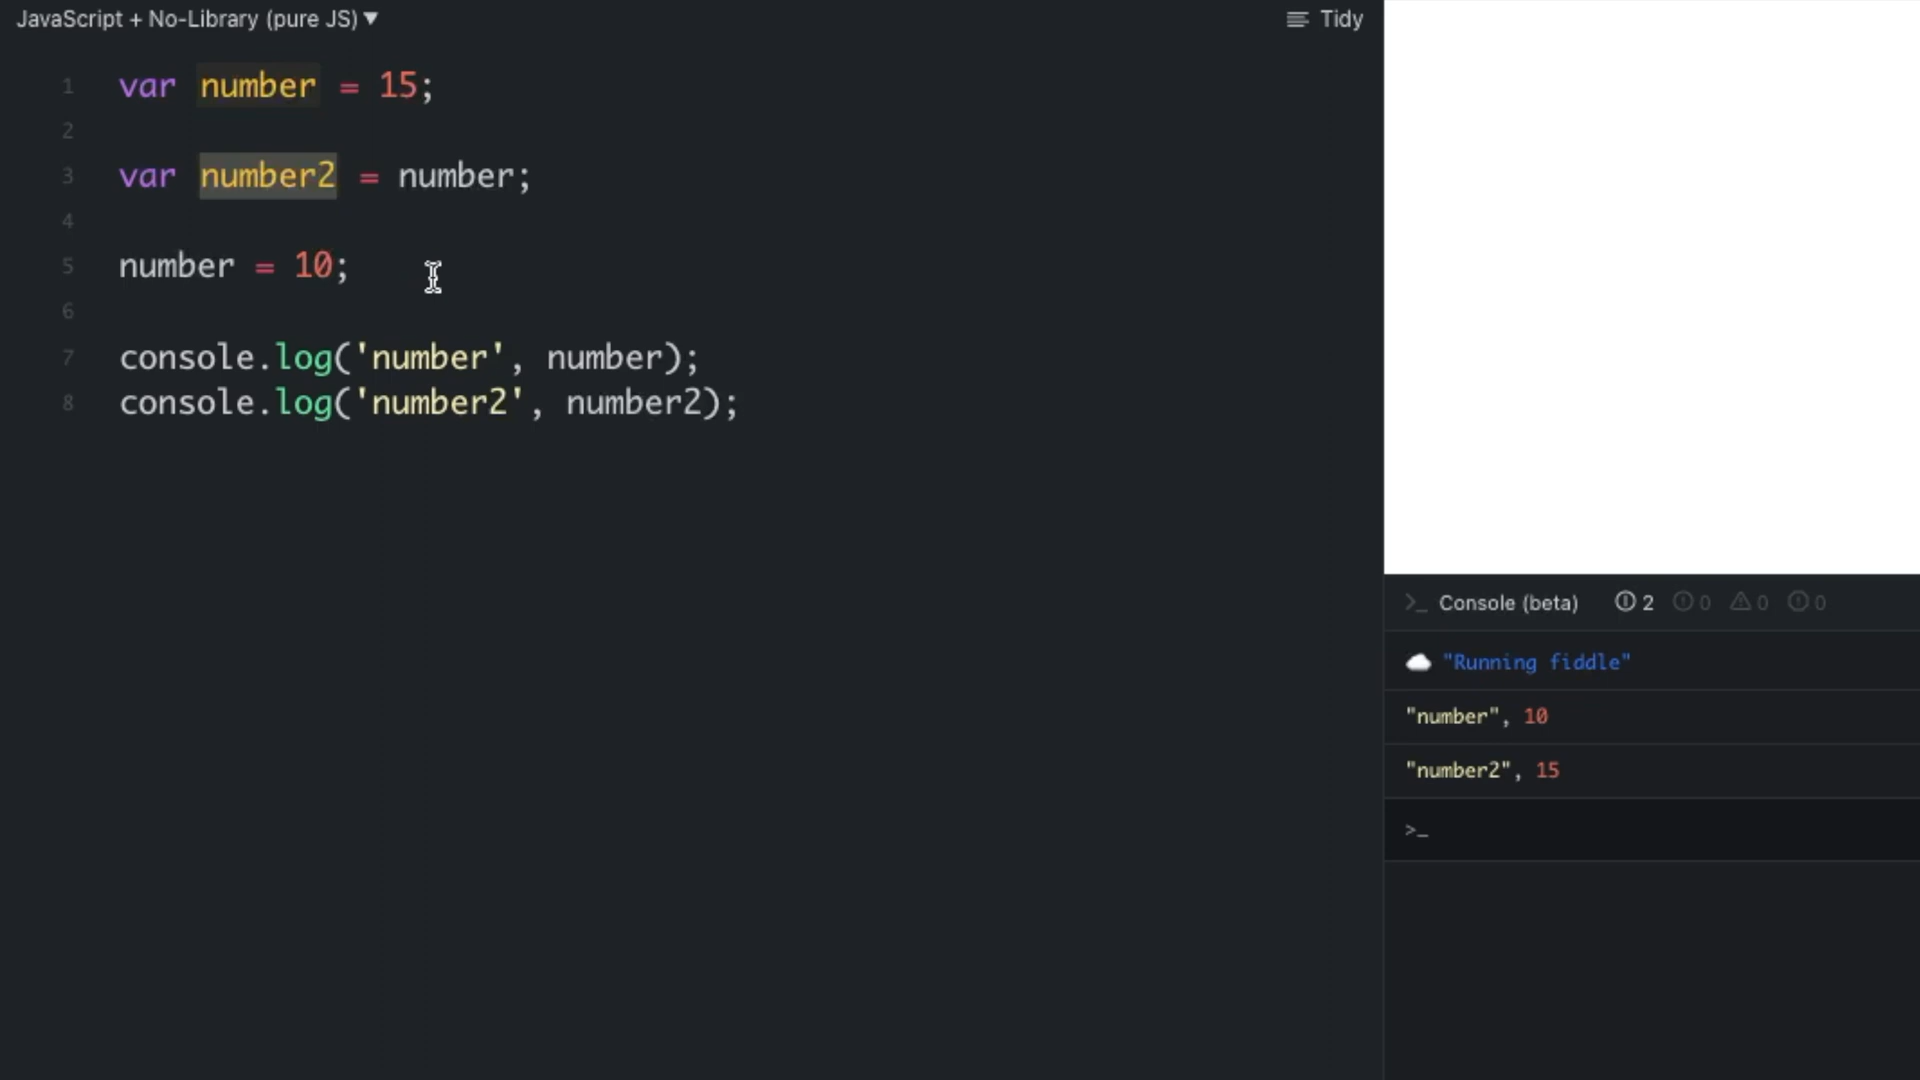 JavaScript + No-Library (pure JS) ▼
Tidy
1 var number = 15;
2
3 var number2 = number;
4
5 number = 10;
6
7 console.log('number', number);
8 console.log('number2', number2);
>_ Console (beta) 2 0 0 0
"Running fiddle"
"number", 10
"number2", 15
>_